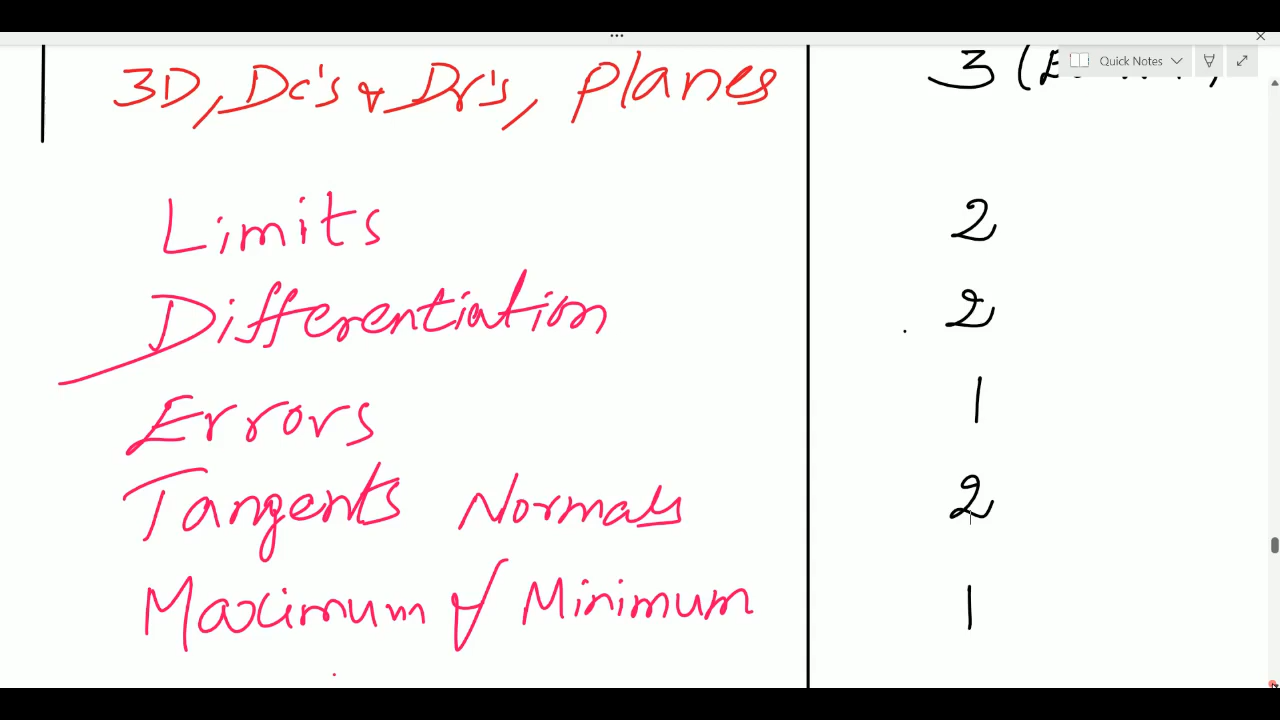 Quick Notes
3D, Dc's & Dr's, planes 3
Limits 2
Differentiation 2
Errors 1
Tangents Normals 2
Maximum & Minimum 1